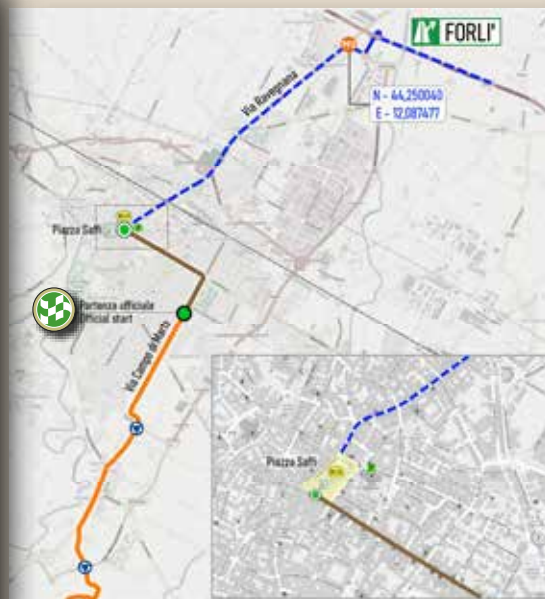 FORLI'
N - 44,250040
E - 12,087477
Via Ravegnana
Piazza Saffi
Partenza ufficiale
Official start
Via Campo di Marte
Piazza Saffi